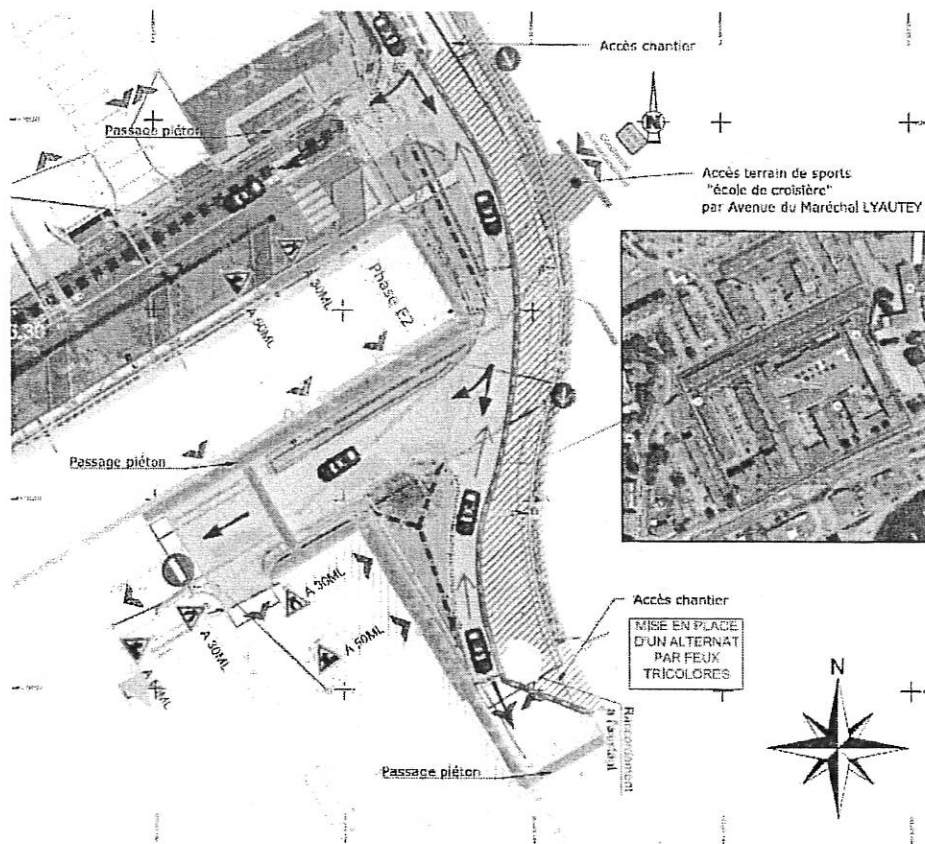 Accès chantier
Passage piéton
N
Accès terrain de sports
"école de croisière"
par Avenue du Maréchal LYAUTEY
30ML
A 50ML
Phase E2
Passage piéton
A 30ML
A 30ML
A 50ML
Accès chantier
MISE EN PLACE
D'UN ALTERNAT
PAR FEUX
TRICOLORES
N
Raccordement
Passage piéton